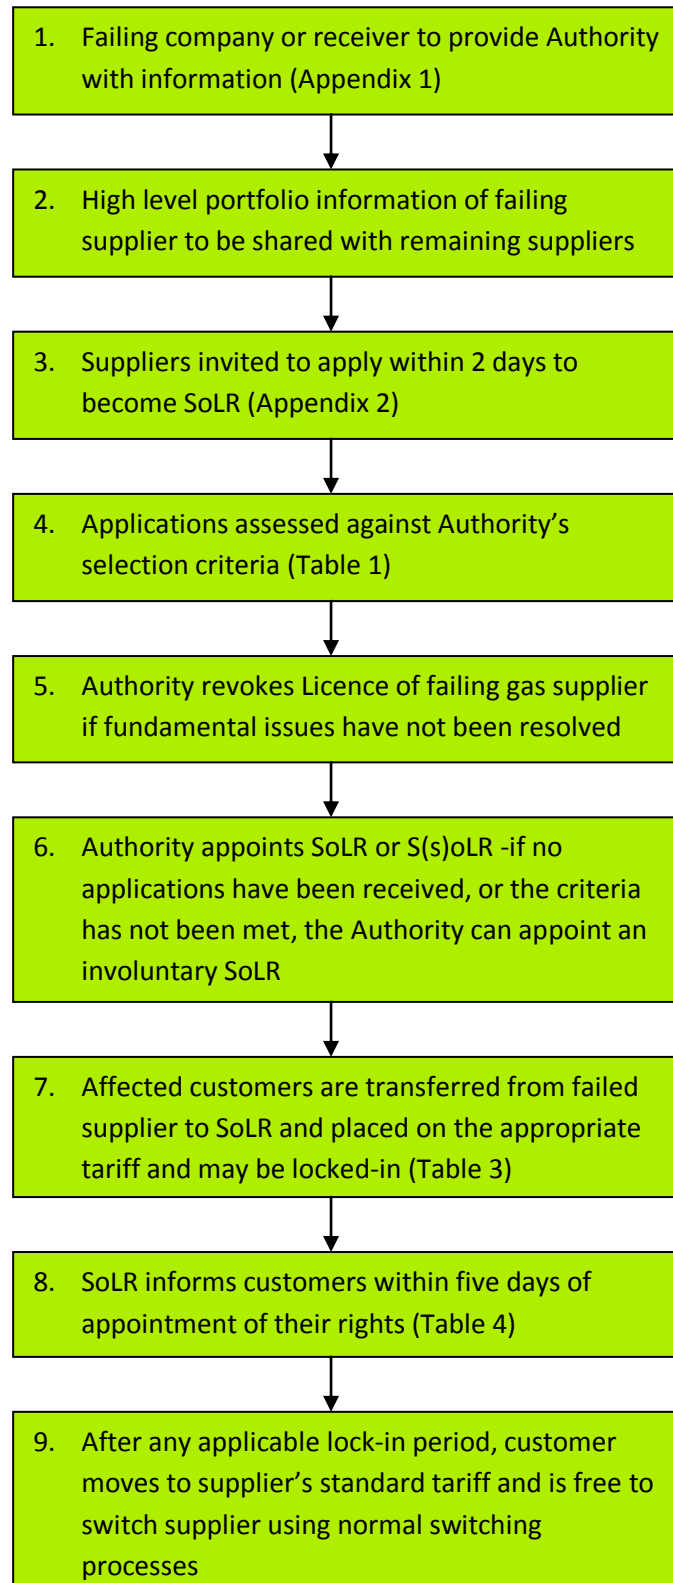 1. Failing company or receiver to provide Authority
with information (Appendix 1)
2. High level portfolio information of failing
supplier to be shared with remaining suppliers
3. Suppliers invited to apply within 2 days to
become SoLR (Appendix 2)
4. Applications assessed against Authority’s
selection criteria (Table 1)
5. Authority revokes Licence of failing gas supplier
if fundamental issues have not been resolved
6. Authority appoints SoLR or S(s)oLR -if no
applications have been received, or the criteria
has not been met, the Authority can appoint an
involuntary SoLR
7. Affected customers are transferred from failed
supplier to SoLR and placed on the appropriate
tariff and may be locked-in (Table 3)
8. SoLR informs customers within five days of
appointment of their rights (Table 4)
9. After any applicable lock-in period, customer
moves to supplier’s standard tariff and is free to
switch supplier using normal switching
processes